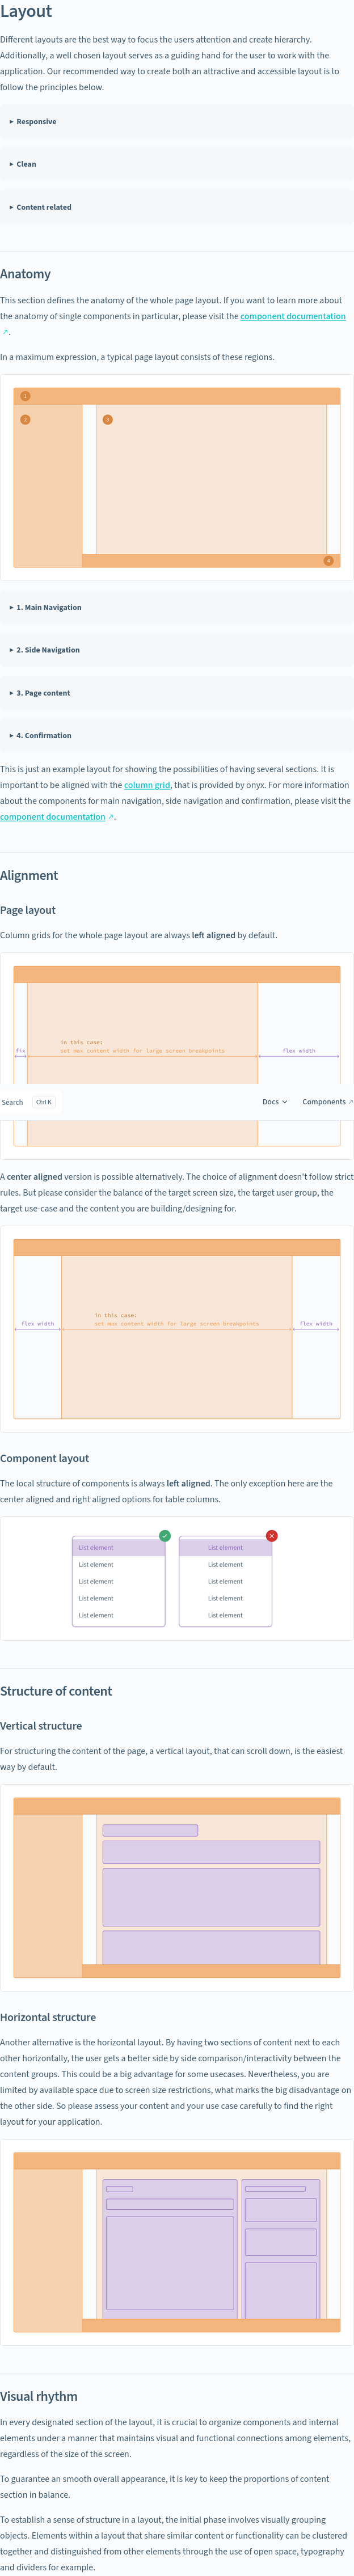 Layout
Different layouts are the best way to focus the users attention and create hierarchy.
Additionally, a well chosen layout serves as a guiding hand for the user to work with the
application. Our recommended way to create both an attractive and accessible layout is to
follow the principles below.
▸ Responsive
▸ Clean
▸ Content related
Anatomy
This section defines the anatomy of the whole page layout. If you want to learn more about
the anatomy of single components in particular, please visit the component documentation
↗.
In a maximum expression, a typical page layout consists of these regions.
1
2
3
4
▸ 1. Main Navigation
▸ 2. Side Navigation
▸ 3. Page content
▸ 4. Confirmation
This is just an example layout for showing the possibilities of having several sections. It is
important to be aligned with the column grid, that is provided by onyx. For more information
about the components for main navigation, side navigation and confirmation, please visit the
component documentation ↗.
Alignment
Page layout
Column grids for the whole page layout are always left aligned by default.
in this case:
fix
set max content width for large screen breakpoints
flex width
Search
Ctrl K
Docs
Components ↗
A center aligned version is possible alternatively. The choice of alignment doesn't follow strict
rules. But please consider the balance of the target screen size, the target user group, the
target use-case and the content you are building/designing for.
in this case:
flex width
set max content width for large screen breakpoints
flex width
Component layout
The local structure of components is always left aligned. The only exception here are the
center aligned and right aligned options for table columns.
List element
List element
List element
List element
List element
List element
List element
List element
List element
List element
Structure of content
Vertical structure
For structuring the content of the page, a vertical layout, that can scroll down, is the easiest
way by default.
Horizontal structure
Another alternative is the horizontal layout. By having two sections of content next to each
other horizontally, the user gets a better side by side comparison/interactivity between the
content groups. This could be a big advantage for some usecases. Nevertheless, you are
limited by available space due to screen size restrictions, what marks the big disadvantage on
the other side. So please assess your content and your use case carefully to find the right
layout for your application.
Visual rhythm
In every designated section of the layout, it is crucial to organize components and internal
elements under a manner that maintains visual and functional connections among elements,
regardless of the size of the screen.
To guarantee an smooth overall appearance, it is key to keep the proportions of content
section in balance.
To establish a sense of structure in a layout, the initial phase involves visually grouping
objects. Elements within a layout that share similar content or functionality can be clustered
together and distinguished from other elements through the use of open space, typography
and dividers for example.